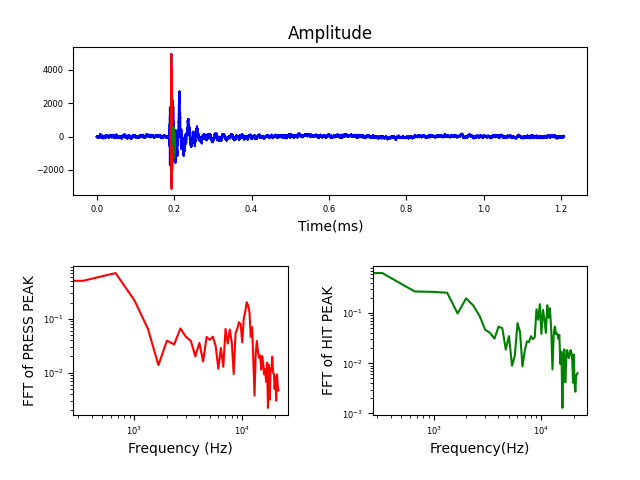 Amplitude
4000
2000
0
−2000
0.0 0.2 0.4 0.6 0.8 1.0 1.2
Time(ms)
FFT of PRESS PEAK
10⁻¹
10⁻²
10³ 10⁴
Frequency (Hz)
FFT of HIT PEAK
10⁻¹
10⁻²
10⁻³
10³ 10⁴
Frequency(Hz)